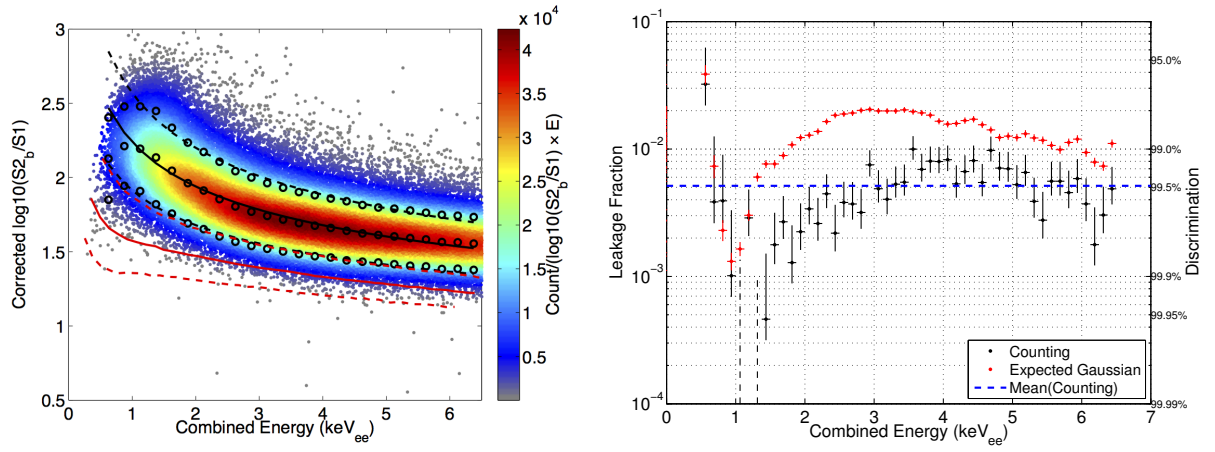 x 10^4
3
2.5
2
1.5
1
0.5
Corrected log10(S2_b/S1)
0 1 2 3 4 5 6
Combined Energy (keV_ee)
4
3.5
3
2.5
2
1.5
1
0.5
Count/(log10(S2_b/S1) × E)
10^−1
10^−2
10^−3
10^−4
Leakage Fraction
0 1 2 3 4 5 6 7
Combined Energy (keV_ee)
95.0%
99.0%
99.5%
99.9%
99.95%
99.99%
Discrimination
Counting
Expected Gaussian
Mean(Counting)